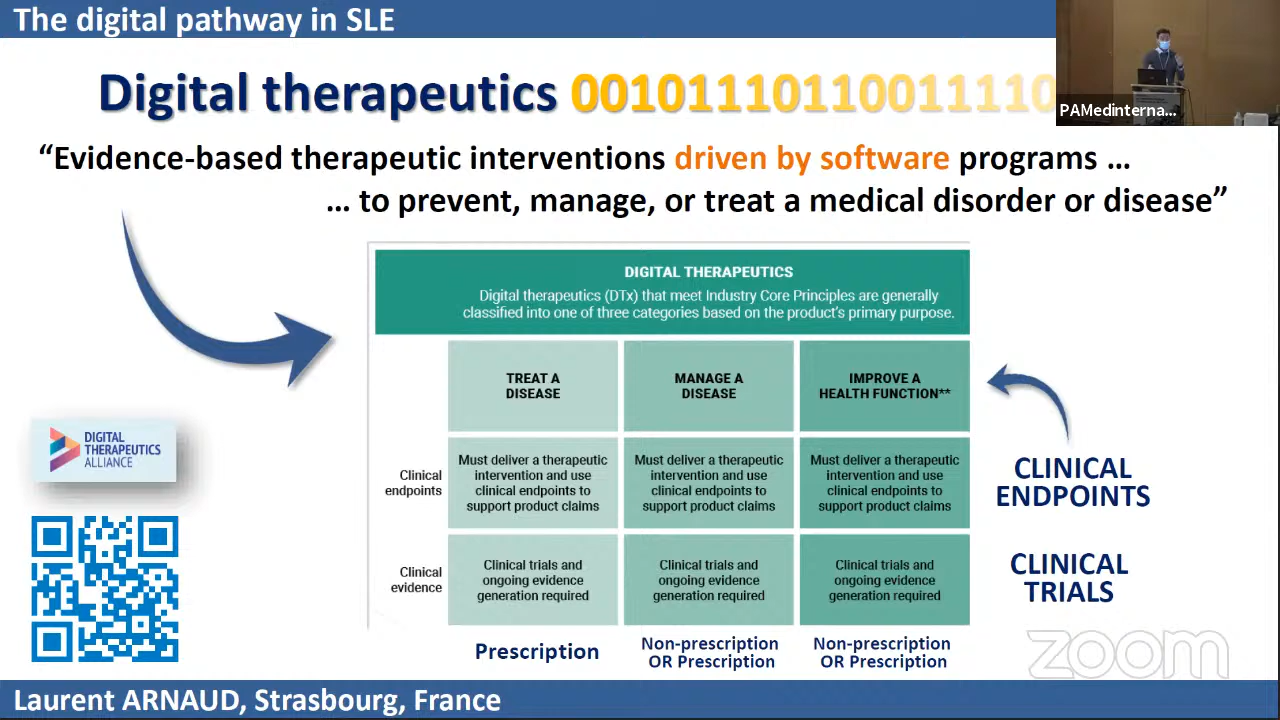 The digital pathway in SLE
Digital therapeutics 00101110110011110
PAMedinterna...
“Evidence-based therapeutic interventions driven by software programs ...
... to prevent, manage, or treat a medical disorder or disease”
DIGITAL THERAPEUTICS
Digital therapeutics (DTx) that meet Industry Core Principles are generally
classified into one of three categories based on the product's primary purpose.
TREAT A
DISEASE
MANAGE A
DISEASE
IMPROVE A
HEALTH FUNCTION**
Clinical
endpoints
Must deliver a therapeutic
intervention and use
clinical endpoints to
support product claims
Must deliver a therapeutic
intervention and use
clinical endpoints to
support product claims
Must deliver a therapeutic
intervention and use
clinical endpoints to
support product claims
Clinical
evidence
Clinical trials and
ongoing evidence
generation required
Clinical trials and
ongoing evidence
generation required
Clinical trials and
ongoing evidence
generation required
Prescription
Non-prescription
OR Prescription
Non-prescription
OR Prescription
CLINICAL
ENDPOINTS
CLINICAL
TRIALS
DIGITAL
THERAPEUTICS
ALLIANCE
zoom
Laurent ARNAUD, Strasbourg, France